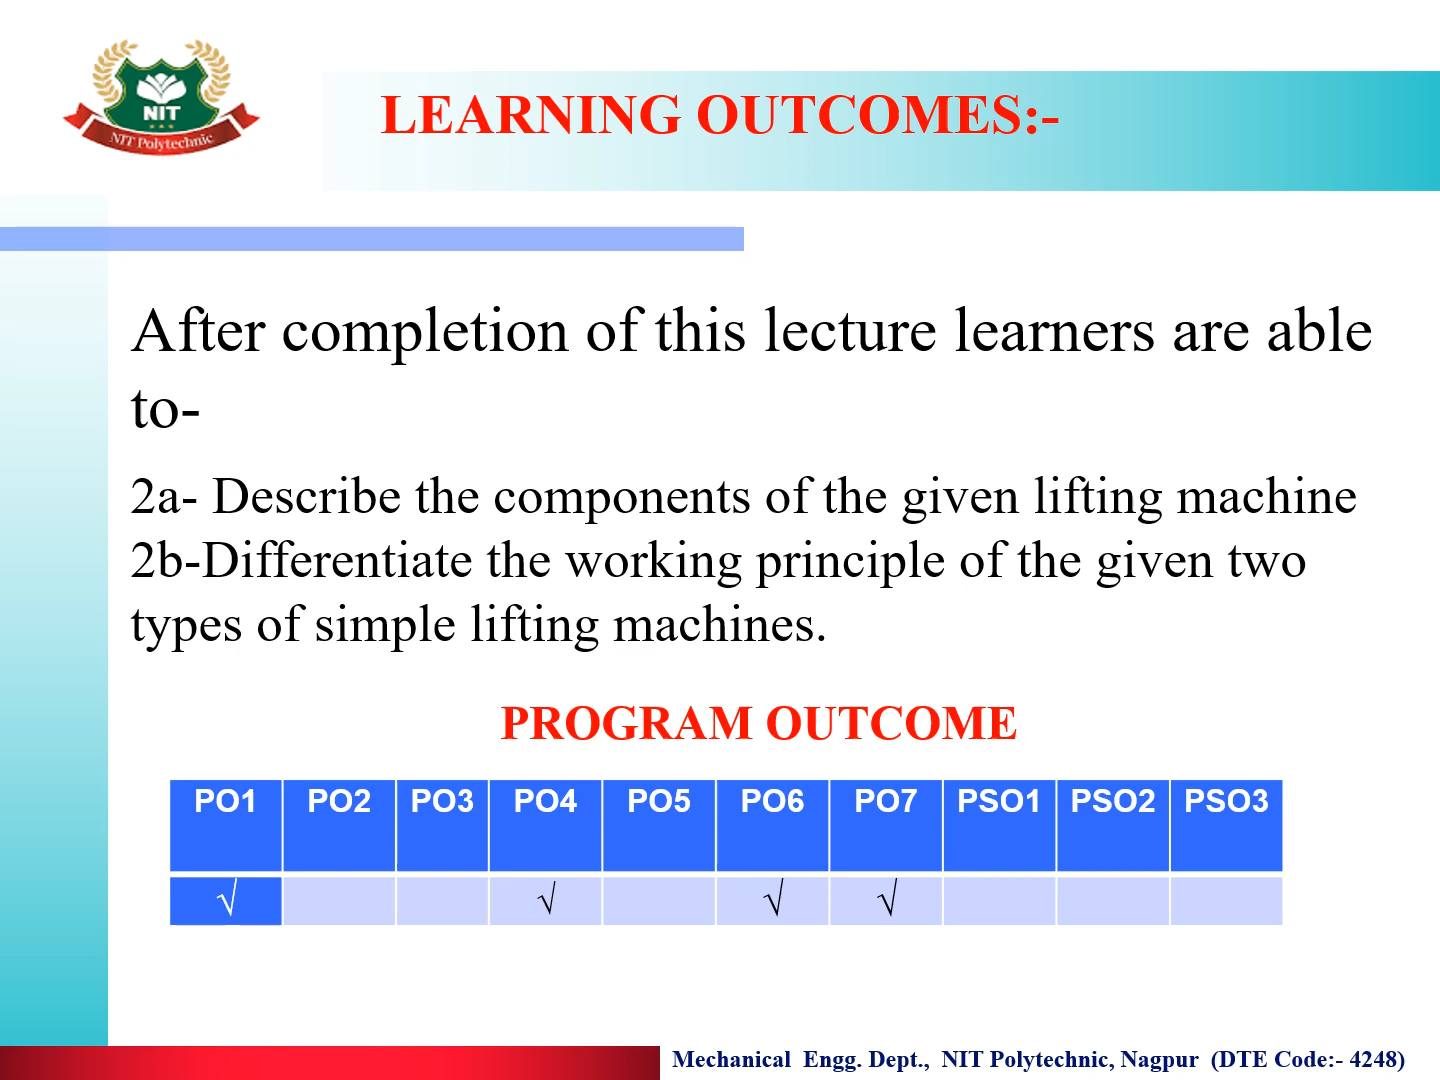 NIT
NIT Polytechnic
LEARNING OUTCOMES:-
After completion of this lecture learners are able
to-
2a- Describe the components of the given lifting machine
2b-Differentiate the working principle of the given two
types of simple lifting machines.
PROGRAM OUTCOME
PO1 PO2 PO3 PO4 PO5 PO6 PO7 PSO1 PSO2 PSO3
√ √ √ √
Mechanical Engg. Dept., NIT Polytechnic, Nagpur (DTE Code:- 4248)